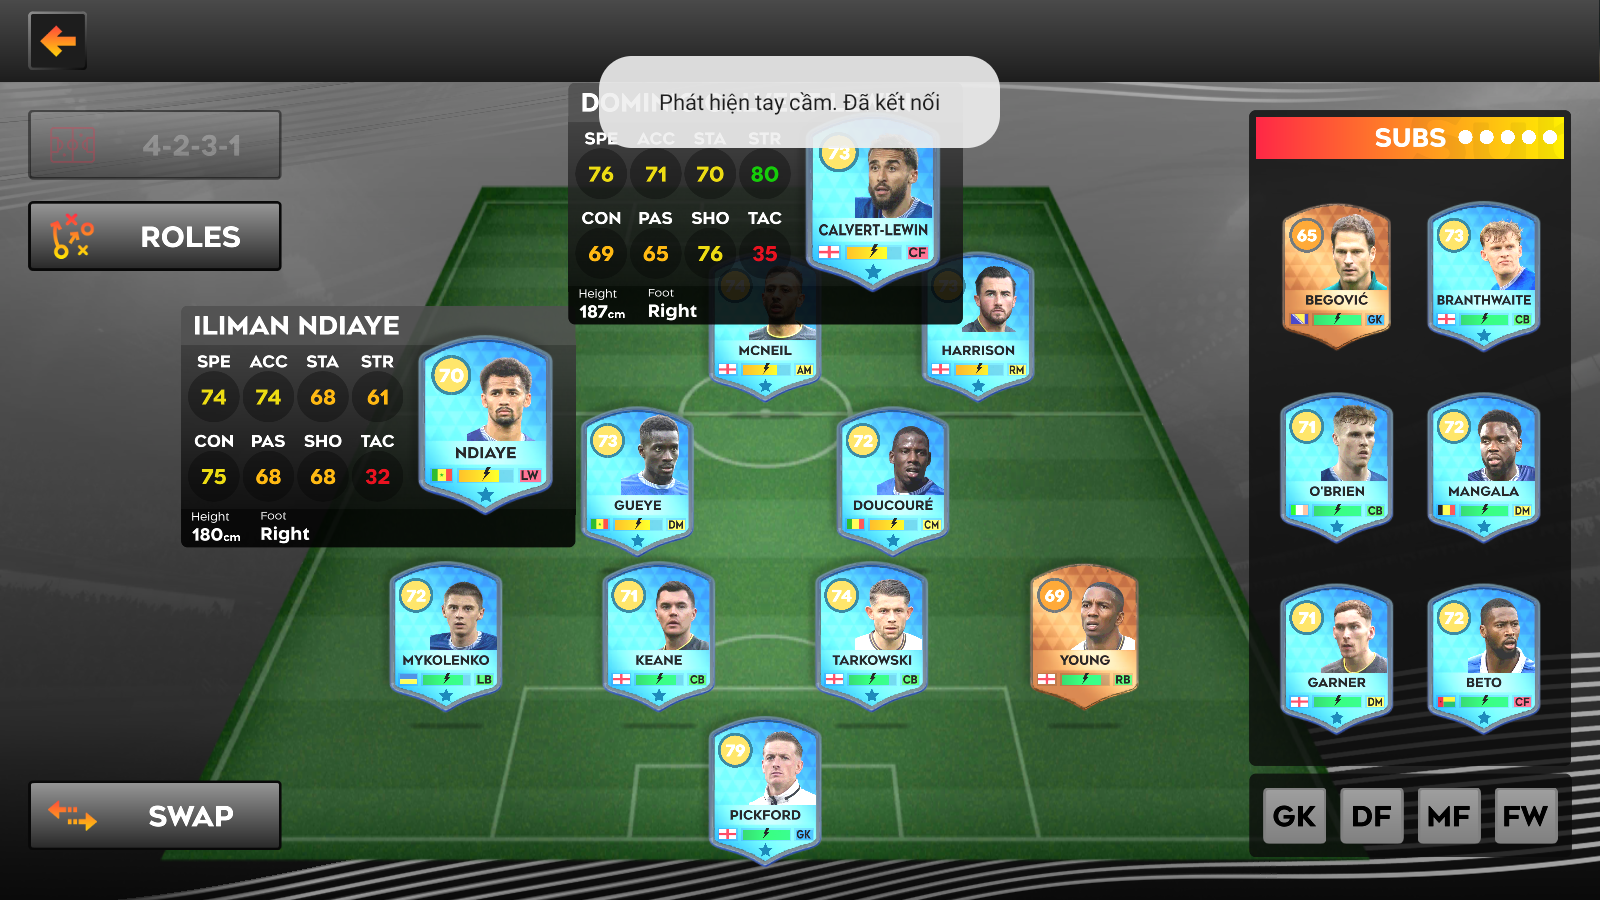 Phát hiện tay cầm. Đã kết nối
4-2-3-1
ROLES
SWAP
SPE ACC STA STR
76 71 70 80
CON PAS SHO TAC
69 65 76 35
Height Foot
187cm Right
73
CALVERT-LEWIN
CF
ILIMAN NDIAYE
SPE ACC STA STR
74 74 68 61
CON PAS SHO TAC
75 68 68 32
Height Foot
180cm Right
70
NDIAYE
LW
MCNEIL
AM
HARRISON
RM
73
GUEYE
DM
72
DOUCOURÉ
CM
72
MYKOLENKO
LB
71
KEANE
CB
74
TARKOWSKI
CB
69
YOUNG
RB
79
PICKFORD
GK
SUBS
65
BEGOVIĆ
GK
73
BRANTHWAITE
CB
71
O'BRIEN
CB
72
MANGALA
DM
71
GARNER
DM
72
BETO
CF
GK DF MF FW